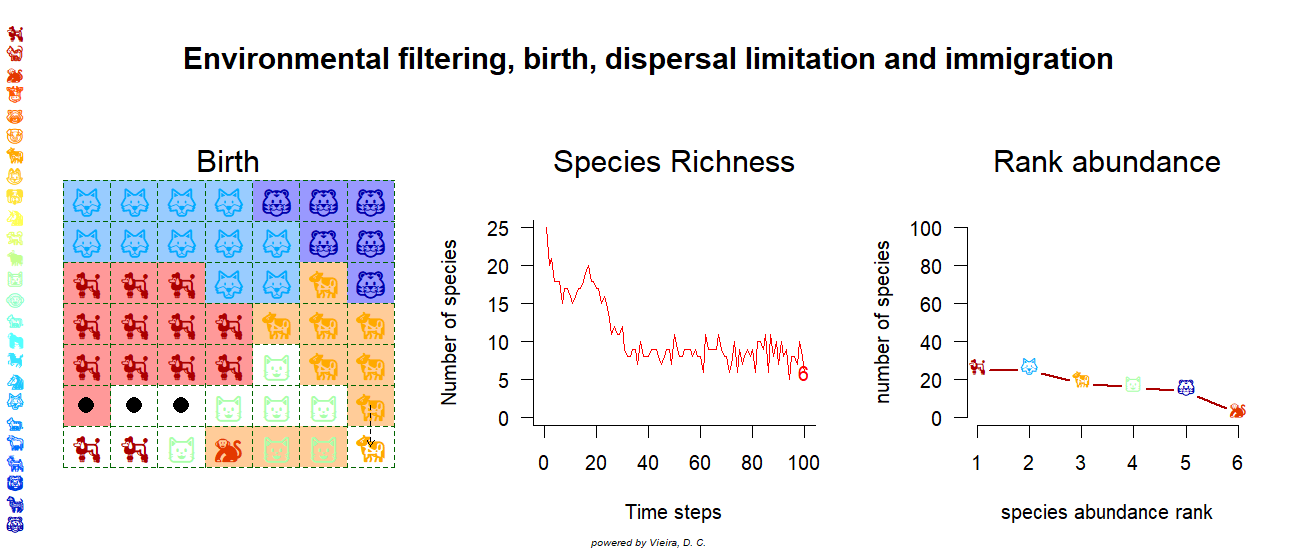 Environmental filtering, birth, dispersal limitation and immigration
Birth
Species Richness
Number of species
25
20
15
10
5
0
6
0 20 40 60 80 100
Time steps
Rank abundance
number of species
100
80
60
40
20
0
1 2 3 4 5 6
species abundance rank
powered by Vieira, D. C.